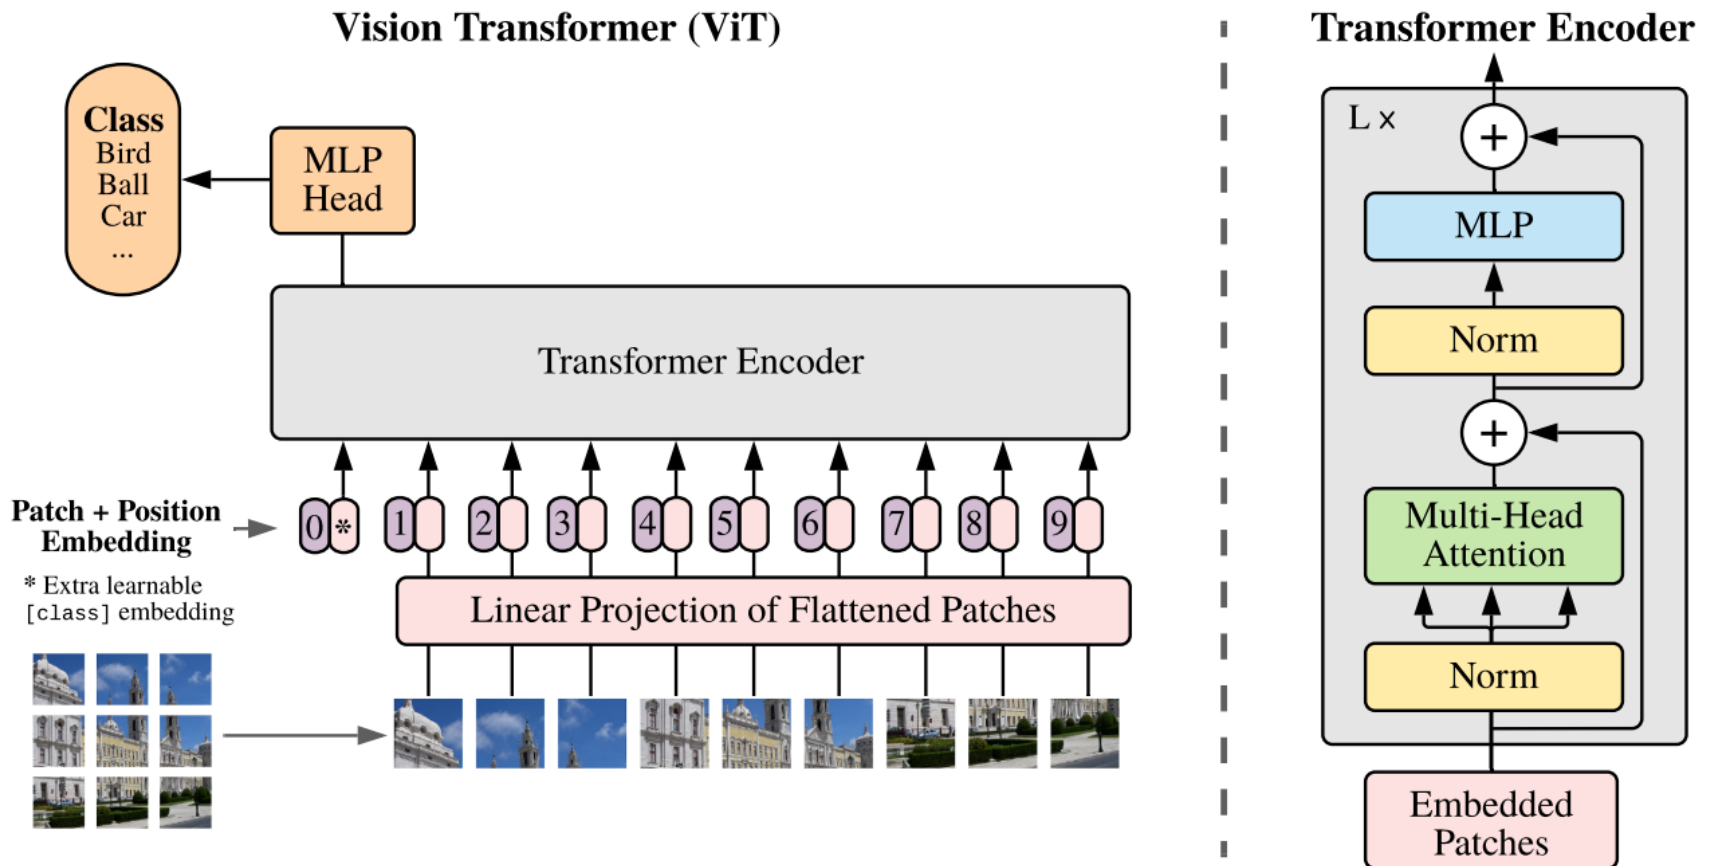 Vision Transformer (ViT)
Class
Bird
Ball
Car
...
MLP
Head
Transformer Encoder
Patch + Position
Embedding
* Extra learnable
[class] embedding
0 * 1 2 3 4 5 6 7 8 9
Linear Projection of Flattened Patches
Transformer Encoder
L x
+
MLP
Norm
+
Multi-Head
Attention
Norm
Embedded
Patches